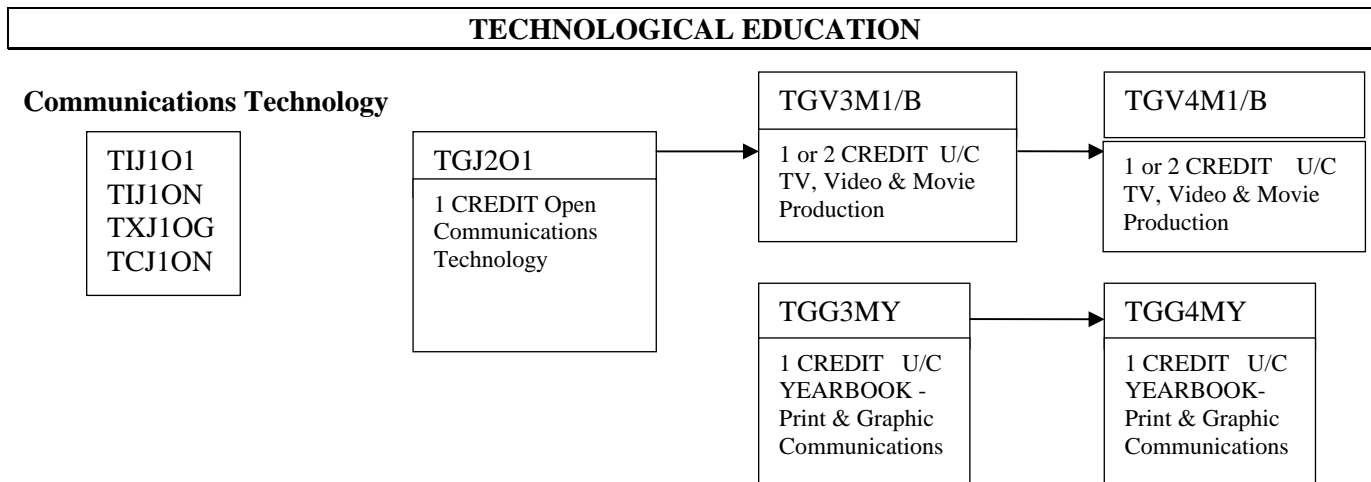 TECHNOLOGICAL EDUCATION
Communications Technology
TIJ1O1
TIJ1ON
TXJ1OG
TCJ1ON
TGJ2O1
1 CREDIT Open
Communications
Technology
TGV3M1/B
1 or 2 CREDIT U/C
TV, Video & Movie
Production
TGV4M1/B
1 or 2 CREDIT U/C
TV, Video & Movie
Production
TGG3MY
1 CREDIT U/C
YEARBOOK -
Print & Graphic
Communications
TGG4MY
1 CREDIT U/C
YEARBOOK-
Print & Graphic
Communications